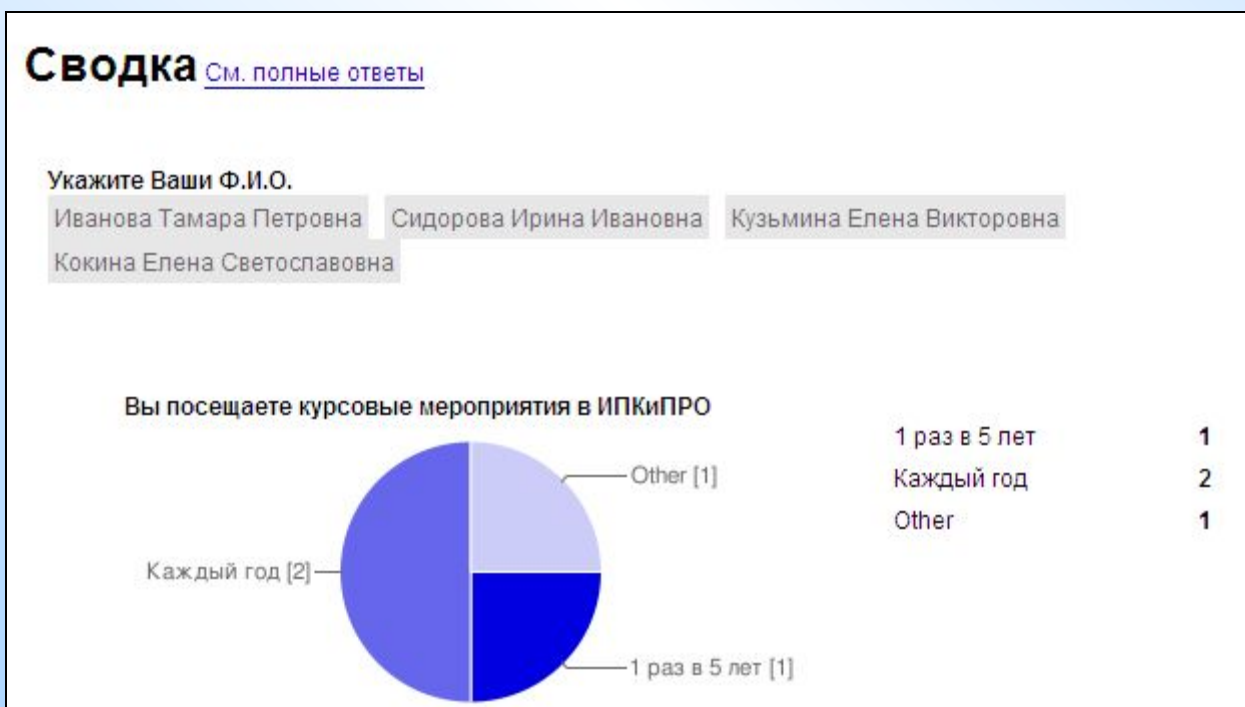 Сводка См. полные ответы
Укажите Ваши Ф.И.О.
Иванова Тамара Петровна Сидорова Ирина Ивановна Кузьмина Елена Викторовна
Кокина Елена Светославовна
Вы посещаете курсовые мероприятия в ИПКиПРО
Other [1]
Каждый год [2]
1 раз в 5 лет [1]
1 раз в 5 лет 1
Каждый год 2
Other 1